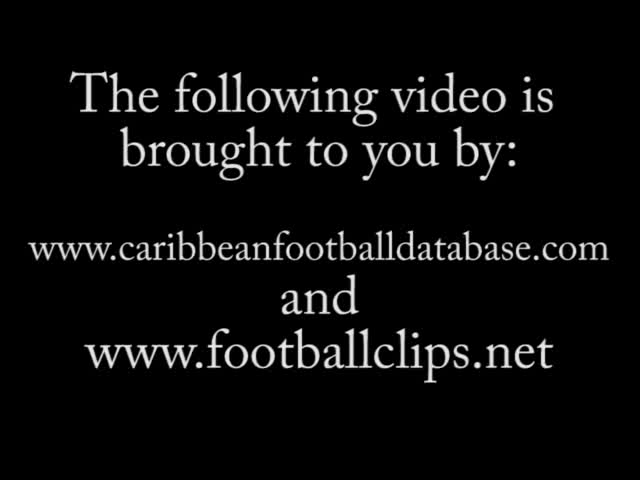 The following video is
brought to you by:
www.caribbeanfootballdatabase.com
and
www.footballclips.net